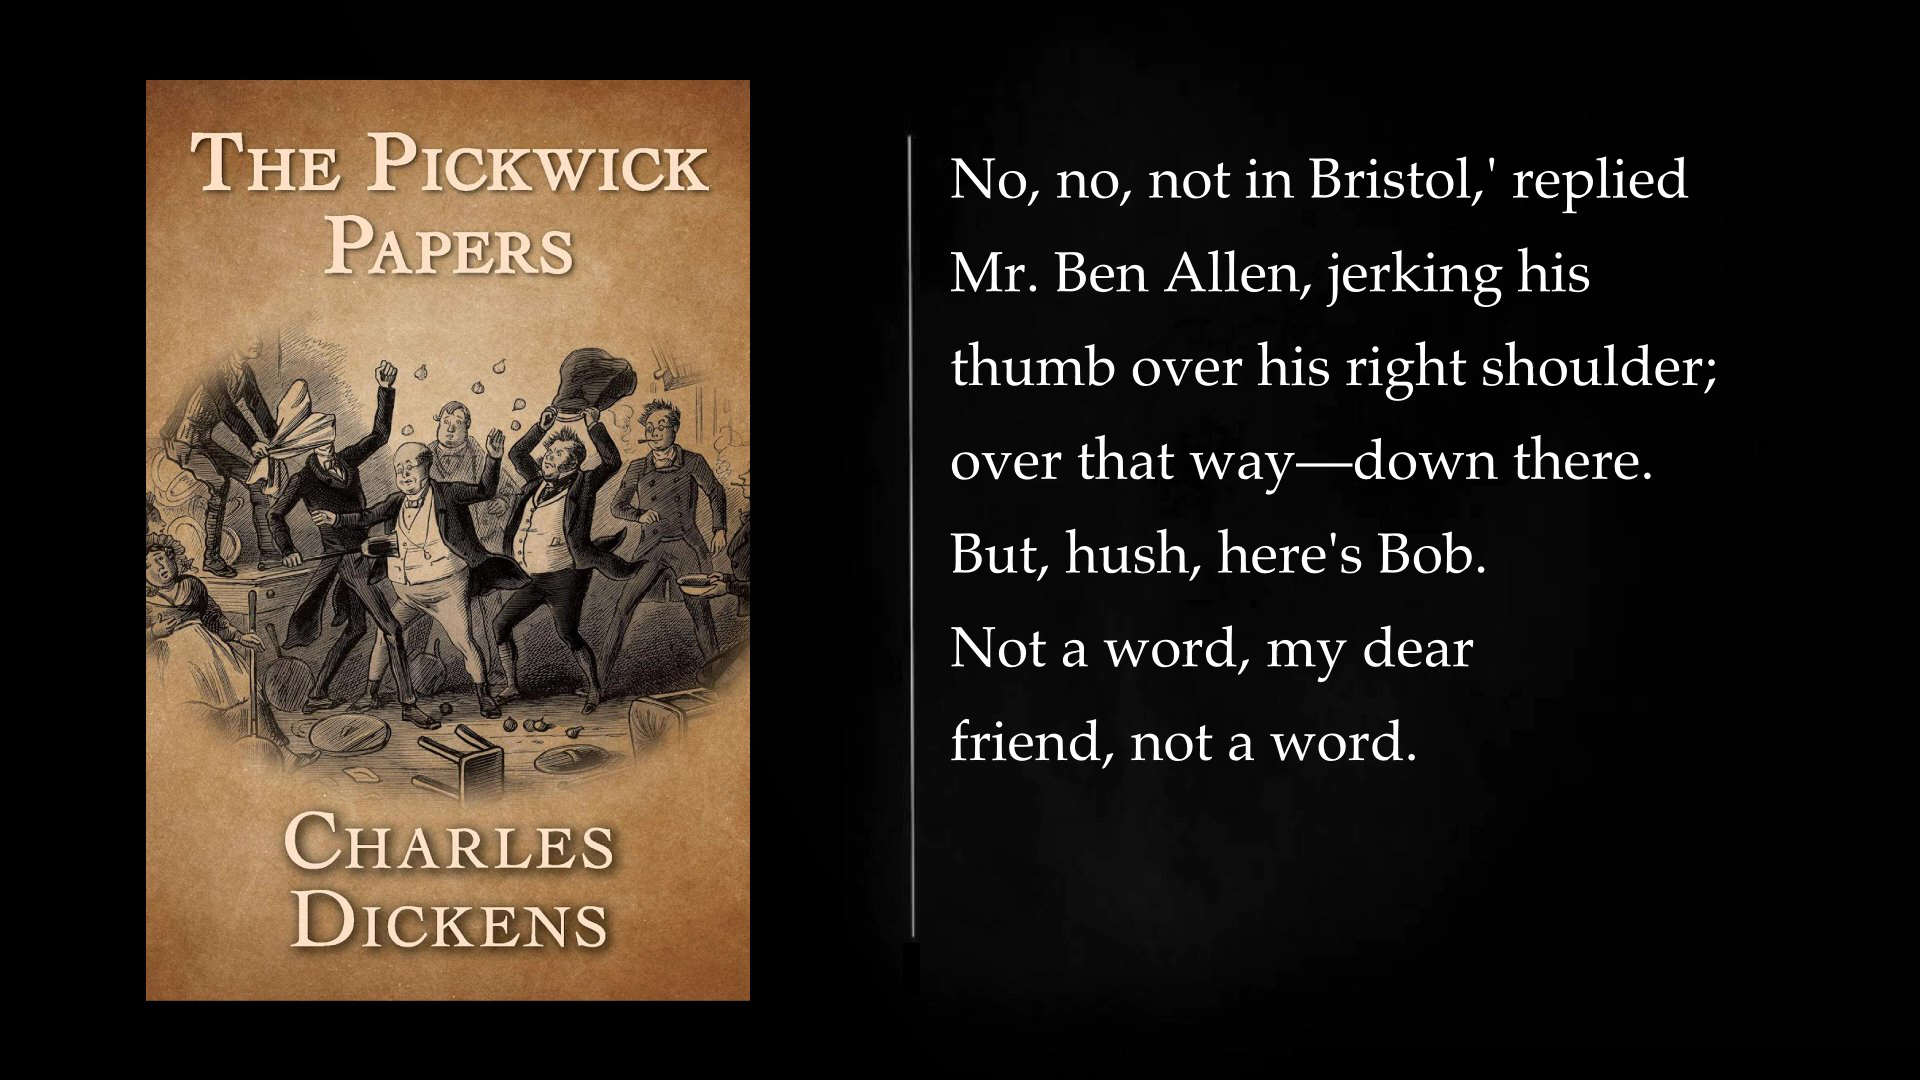 The Pickwick
Papers
Charles
Dickens
No, no, not in Bristol,' replied
Mr. Ben Allen, jerking his
thumb over his right shoulder;
over that way—down there.
But, hush, here's Bob.
Not a word, my dear
friend, not a word.